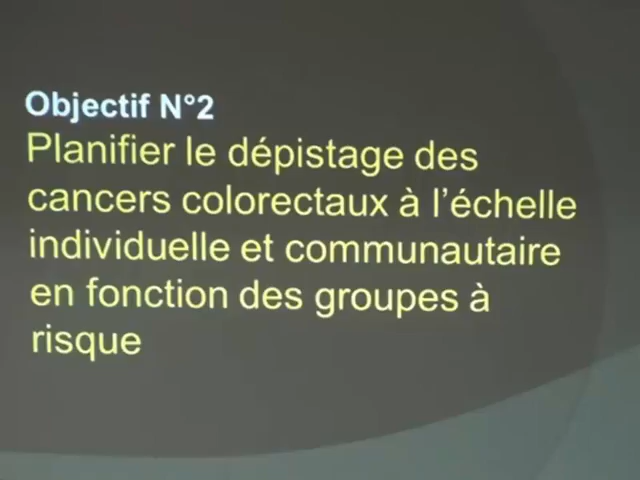 Objectif N°2
Planifier le dépistage des
cancers colorectaux à l'échelle
individuelle et communautaire
en fonction des groupes à
risque